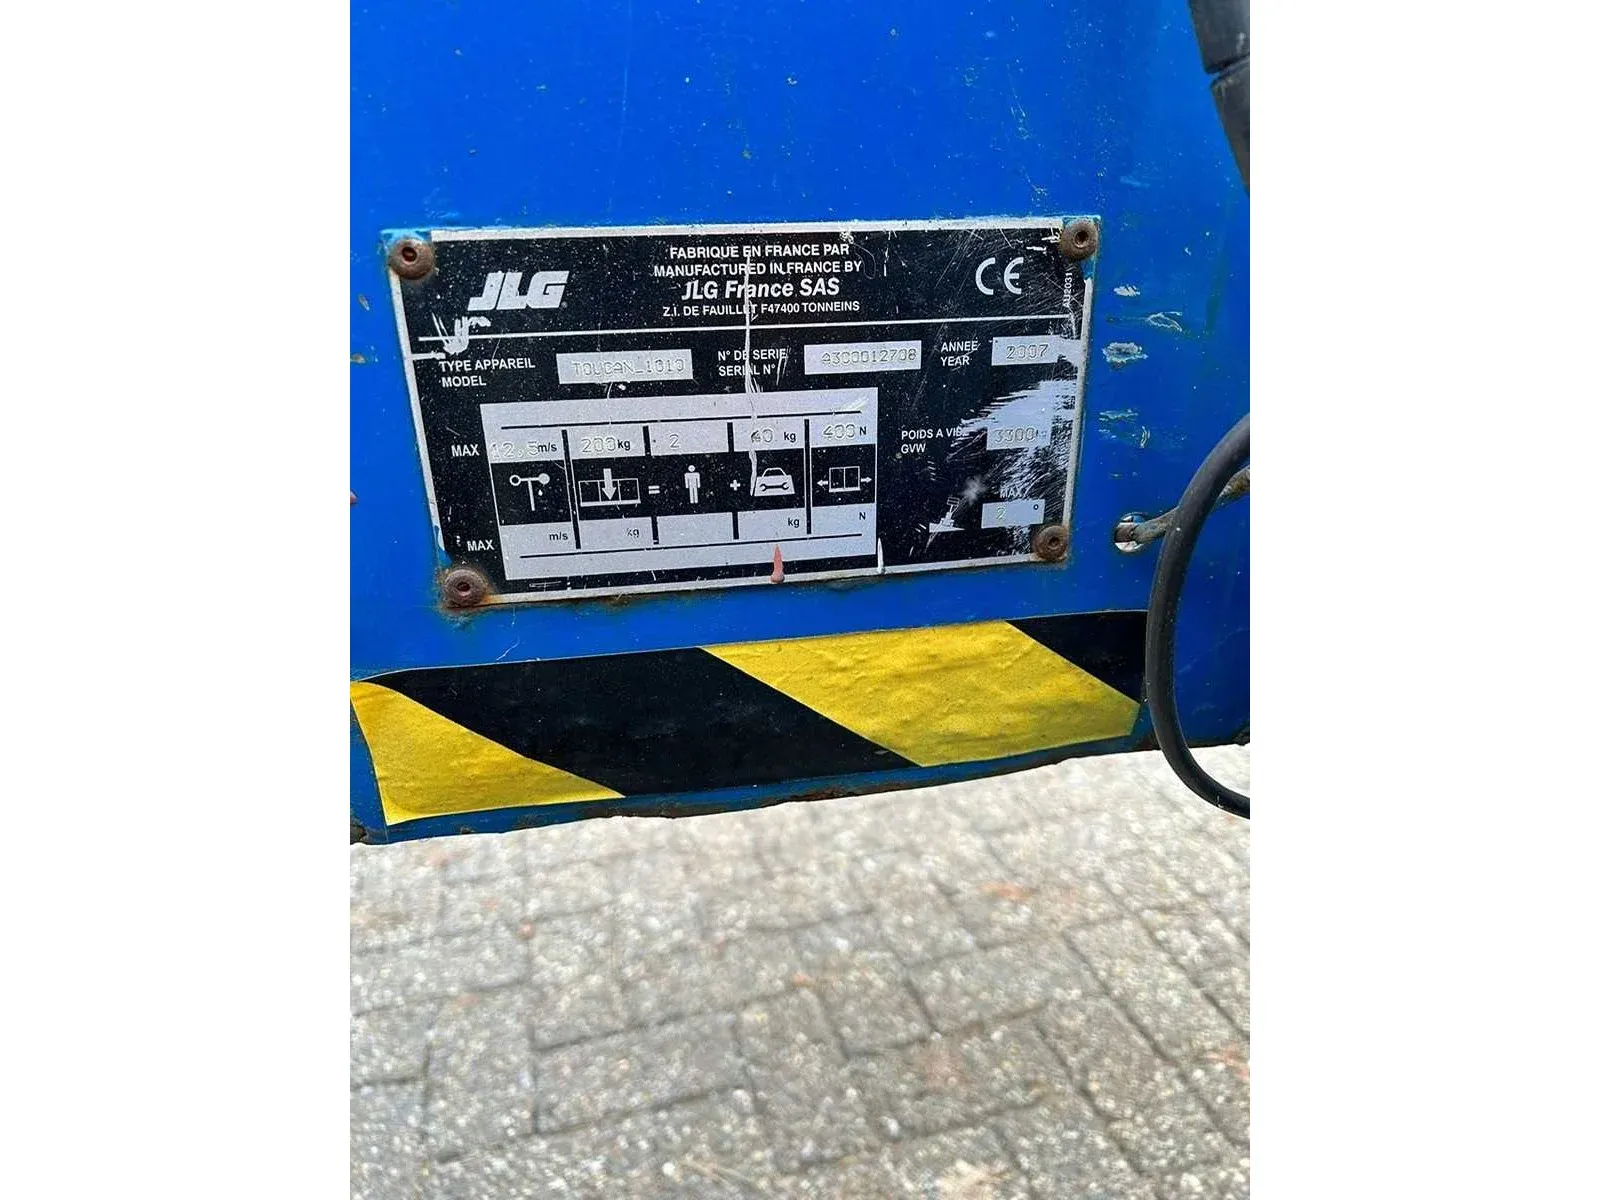 JLG
FABRIQUE EN FRANCE PAR
MANUFACTURED IN FRANCE BY
JLG France SAS
Z.I. DE FAUILLET F47400 TONNEINS
CE
AU2031
TYPE APPAREIL
MODEL
TOUCAN_1010
N° DE SERIE
SERIAL N°
A300012708
ANNEE
YEAR
2007
MAX 12,5 m/s 200 kg 2 40 kg 400 N
= +
MAX m/s kg kg N
POIDS A VIDE
GVW
3300
MAX
2 °